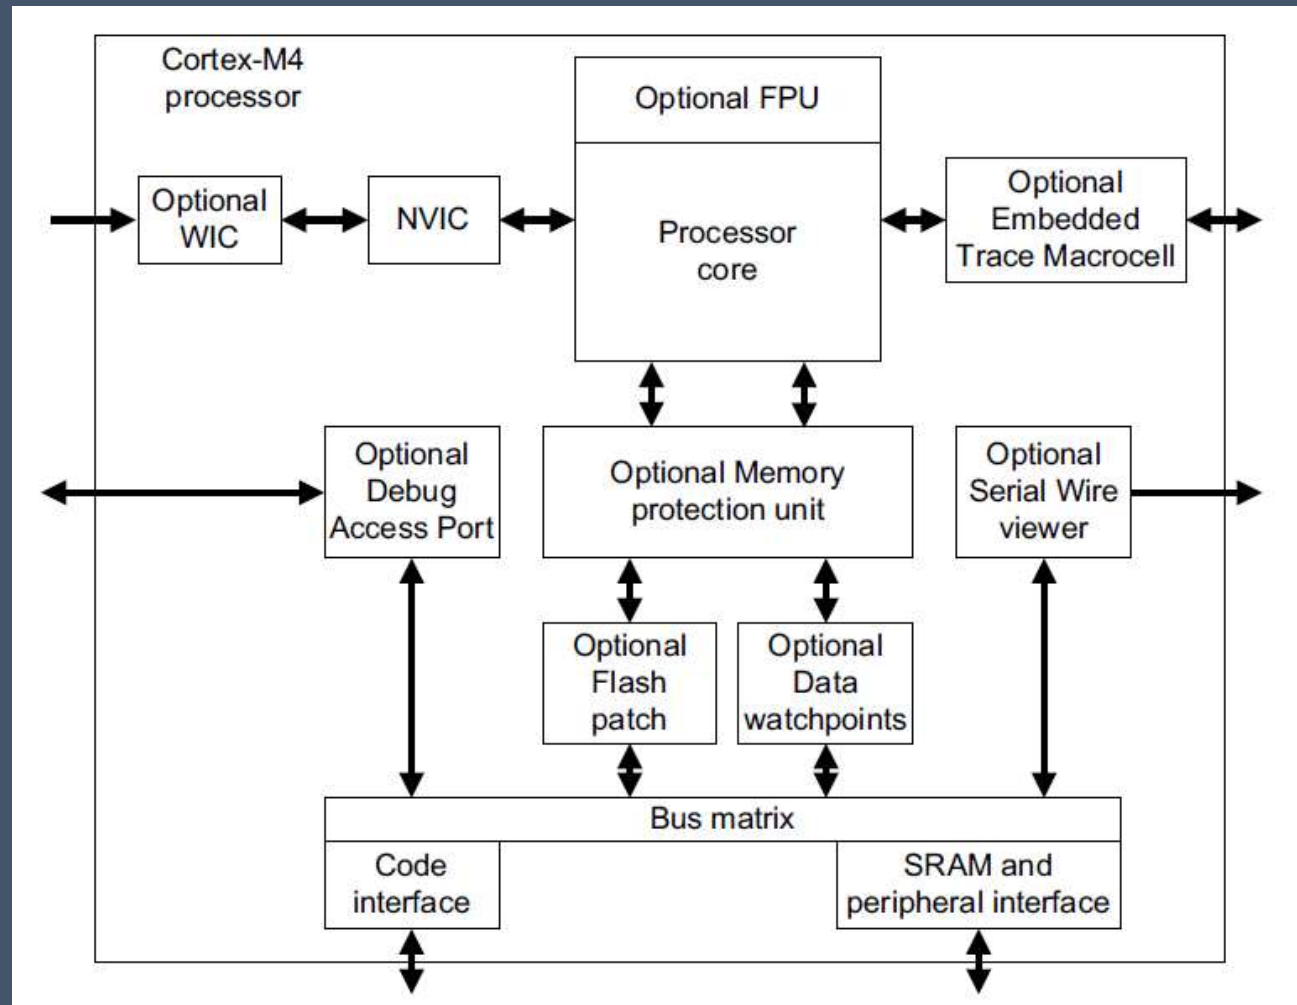 Cortex-M4
processor
Optional FPU
Optional
WIC
NVIC
Processor
core
Optional
Embedded
Trace Macrocell
Optional
Debug
Access Port
Optional Memory
protection unit
Optional
Serial Wire
viewer
Optional
Flash
patch
Optional
Data
watchpoints
Bus matrix
Code
interface
SRAM and
peripheral interface